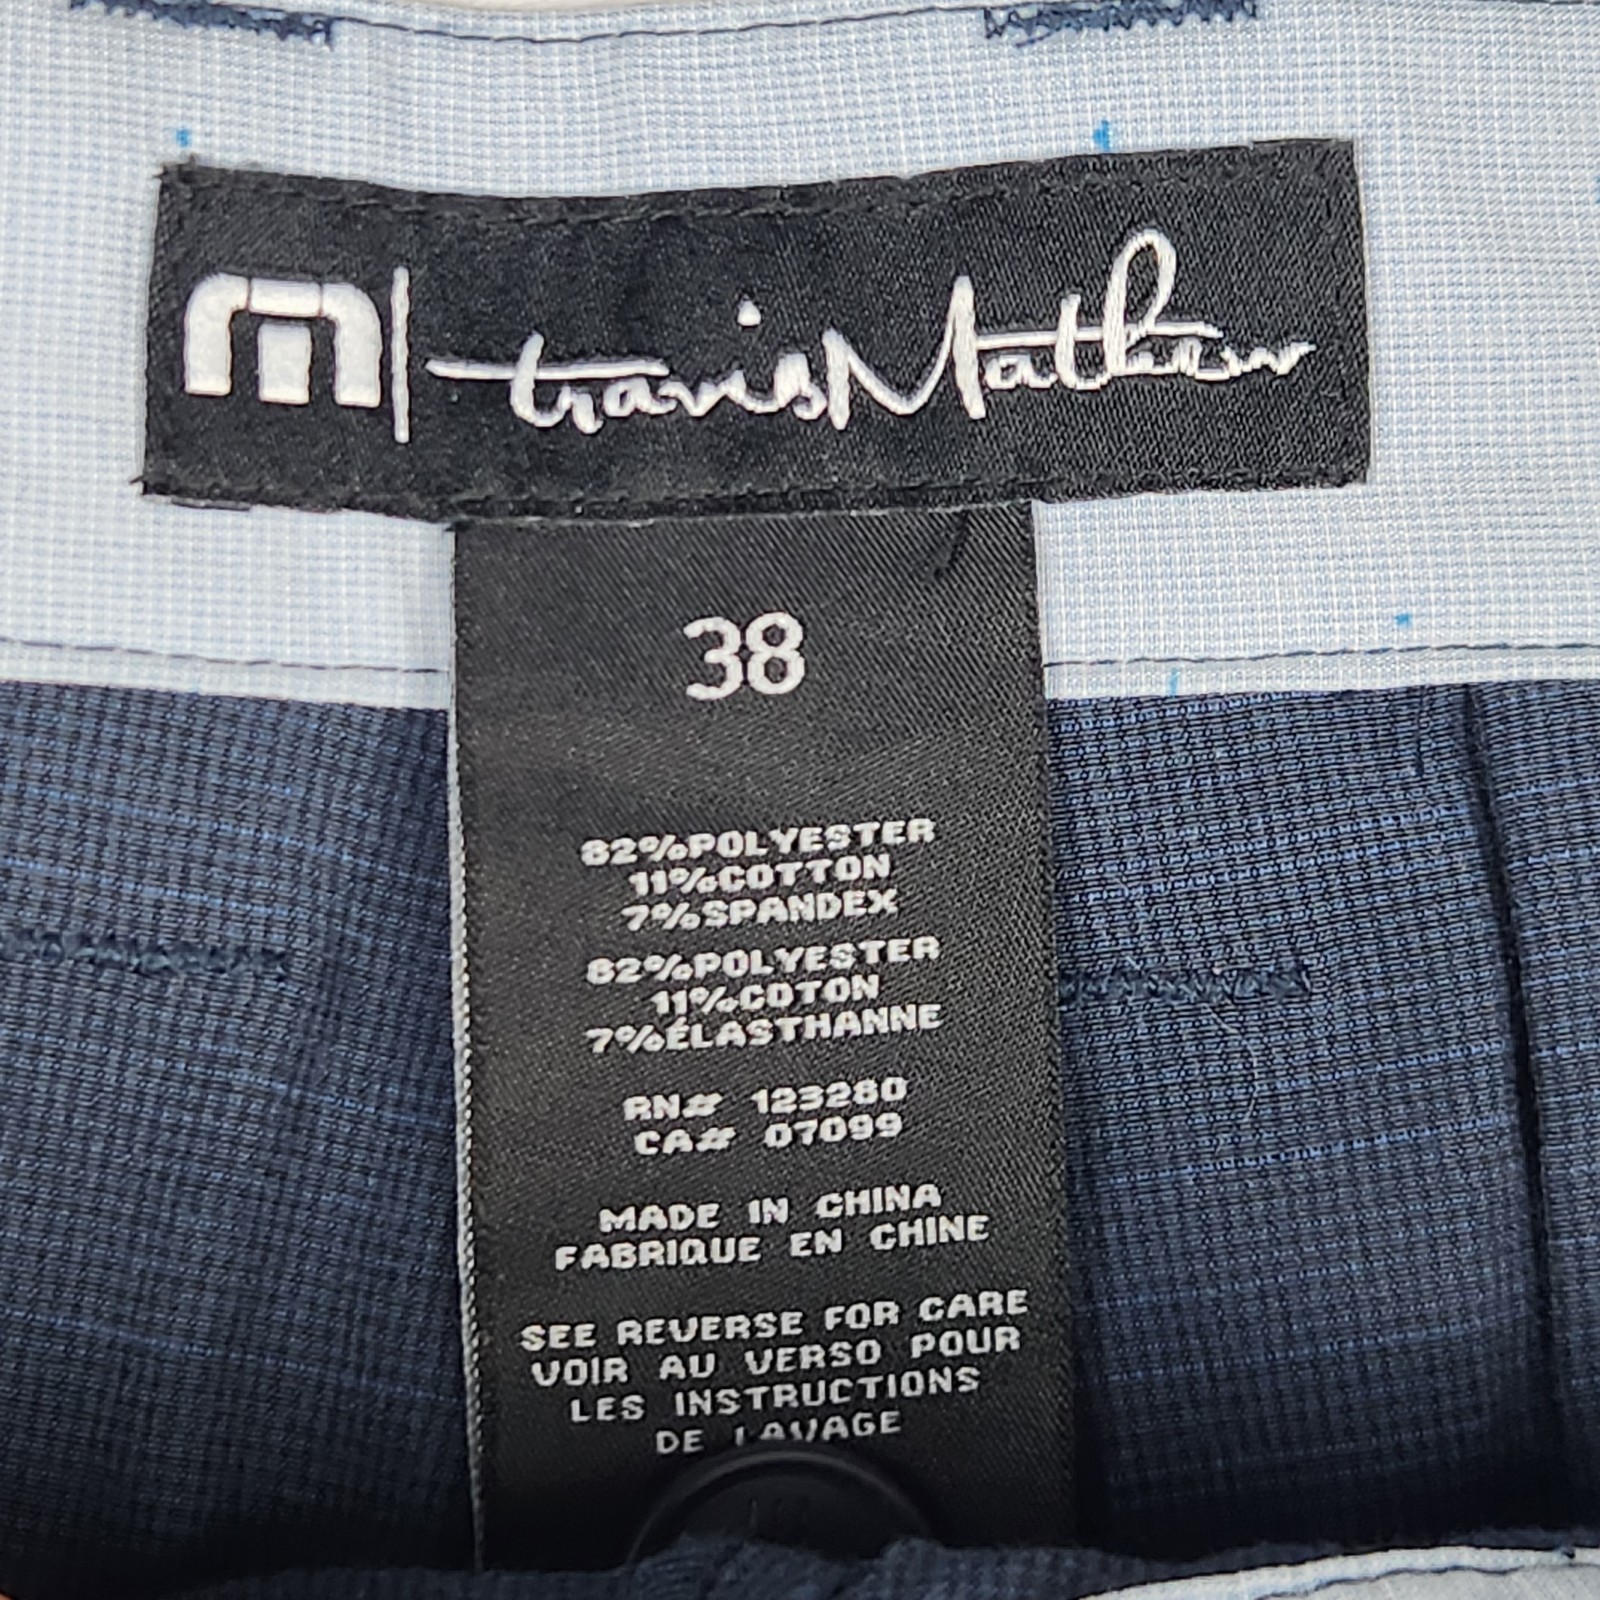 travisMathew
38
82%POLYESTER
11%COTTON
7%SPANDEX
82%POLYESTER
11%COTON
7%ÉLASTHANNE
RN# 123280
CA# 07099
MADE IN CHINA
FABRIQUE EN CHINE
SEE REVERSE FOR CARE
VOIR AU VERSO POUR
LES INSTRUCTIONS
DE LAVAGE